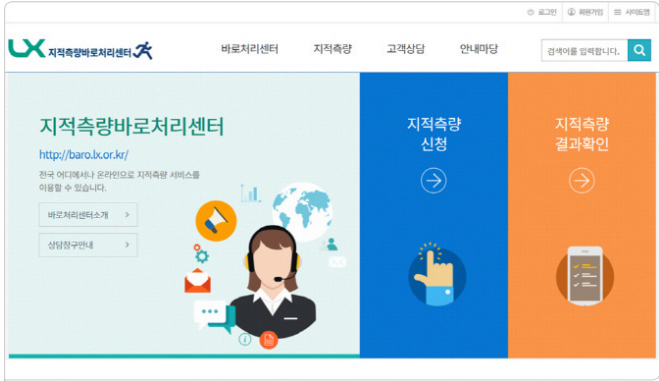 로그인 회원가입 사이트맵
LX 지적측량바로처리센터
바로처리센터 지적측량 고객상담 안내마당
검색어를 입력합니다.
지적측량바로처리센터
http://baro.lx.or.kr/
전국 어디에서나 온라인으로 지적측량 서비스를
이용할 수 있습니다.
바로처리센터소개 >
상담창구안내 >
지적측량
신청
지적측량
결과확인